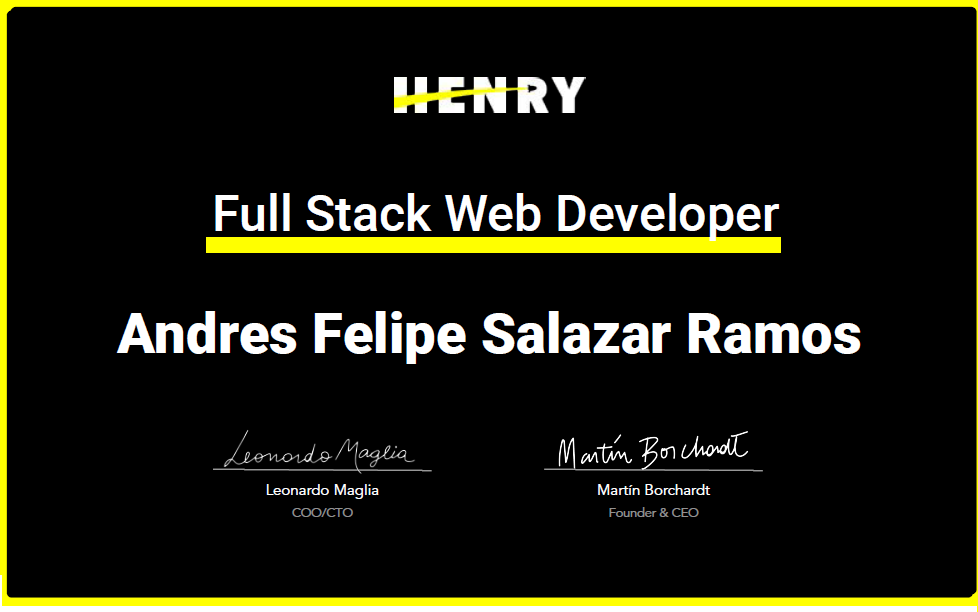 HENRY
Full Stack Web Developer
Andres Felipe Salazar Ramos
Leonardo Maglia Martín Borchardt
Leonardo Maglia Martín Borchardt
COO/CTO Founder & CEO